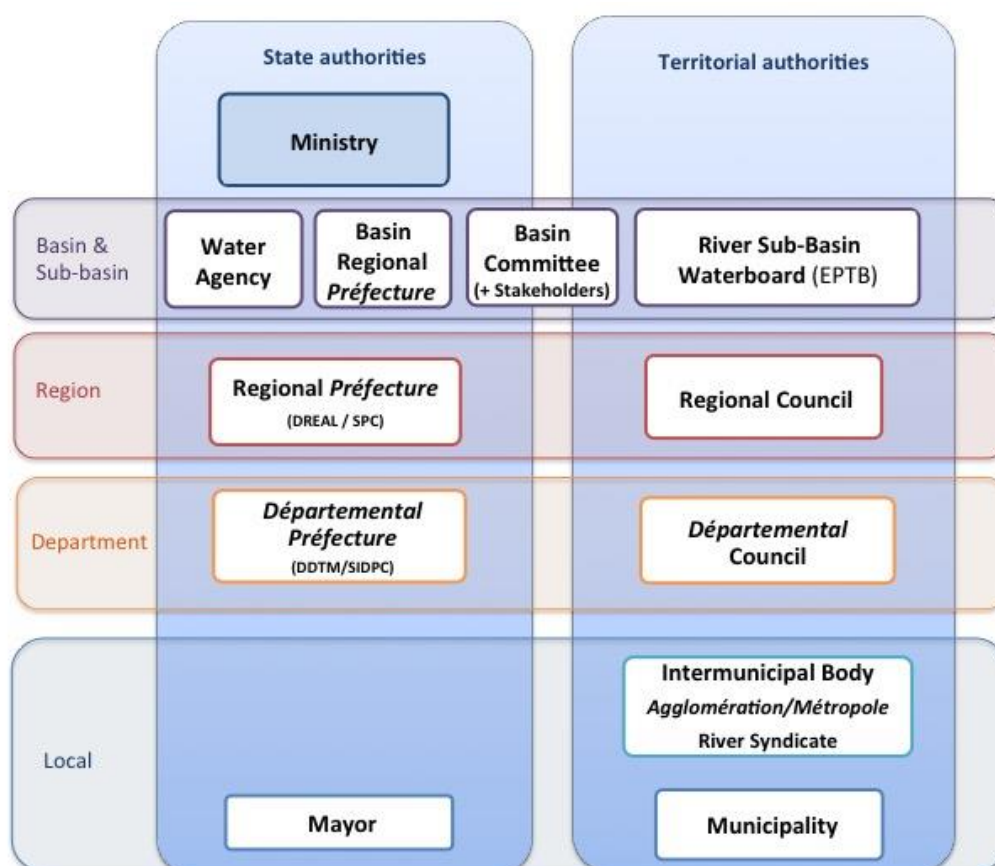 State authorities
Territorial authorities
Ministry
Basin &
Sub-basin
Water
Agency
Basin
Regional
Préfecture
Basin
Committee
(+ Stakeholders)
River Sub-Basin
Waterboard (EPTB)
Region
Regional Préfecture
(DREAL / SPC)
Regional Council
Department
Départemental
Préfecture
(DDTM/SIDPC)
Départemental
Council
Local
Intermunicipal Body
Agglomération/Métropole
River Syndicate
Mayor
Municipality